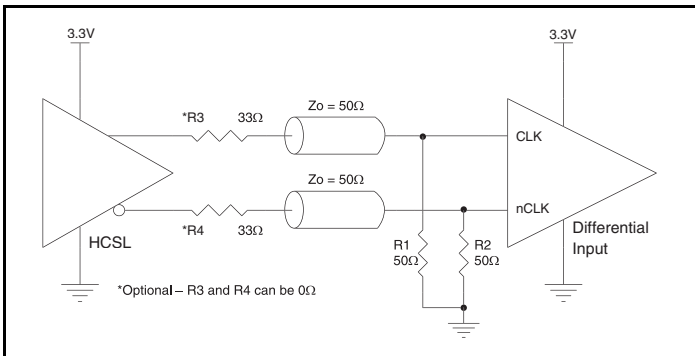 3.3V
3.3V
*R3 33Ω
Zo = 50Ω
CLK
Zo = 50Ω
nCLK
HCSL
*R4 33Ω
R1
50Ω
R2
50Ω
Differential
Input
*Optional – R3 and R4 can be 0Ω